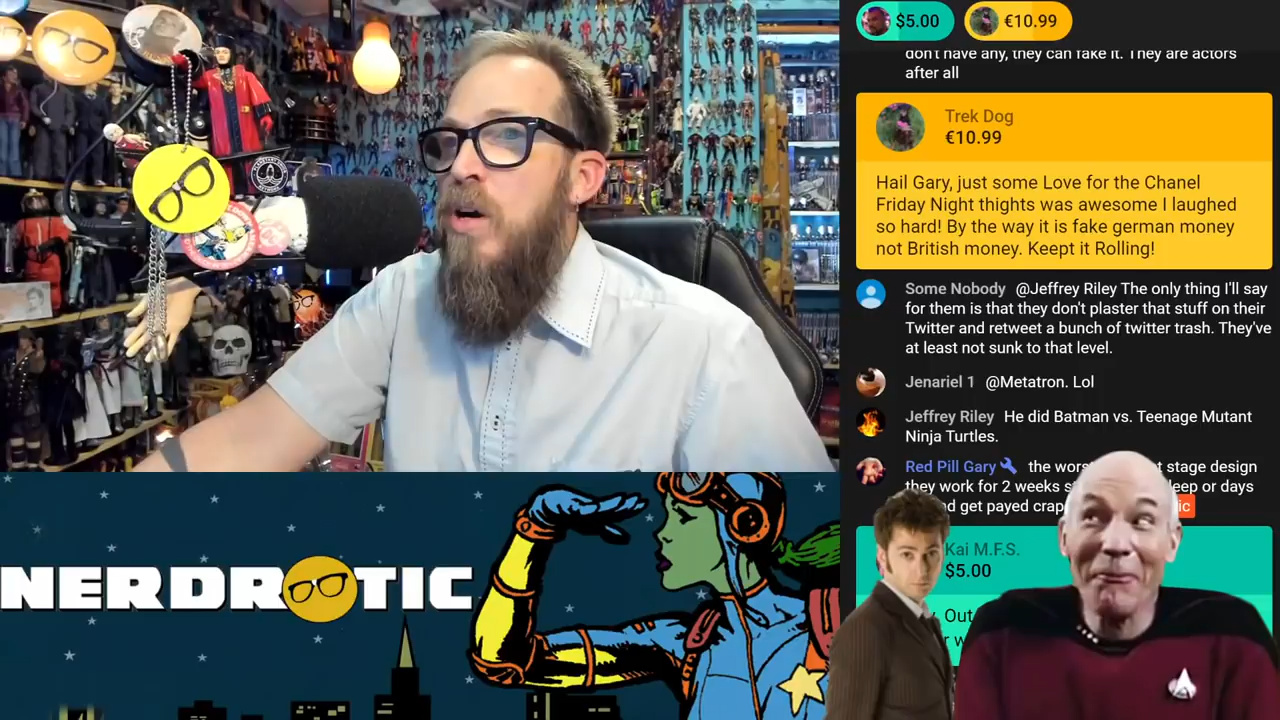 $5.00
€10.99
don't have any, they can fake it. They are actors
after all
Trek Dog
€10.99
Hail Gary, just some Love for the Chanel
Friday Night thights was awesome I laughed
so hard! By the way it is fake german money
not British money. Keept it Rolling!
Some Nobody @Jeffrey Riley The only thing I'll say
for them is that they don't plaster that stuff on their
Twitter and retweet a bunch of twitter trash. They've
at least not sunk to that level.
Jenariel 1 @Metatron. Lol
Jeffrey Riley He did Batman vs. Teenage Mutant
Ninja Turtles.
Red Pill Gary the stage design
they work for 2 weeks or days
get payed
Kai M.F.S.
$5.00
Out
NERDROTIC